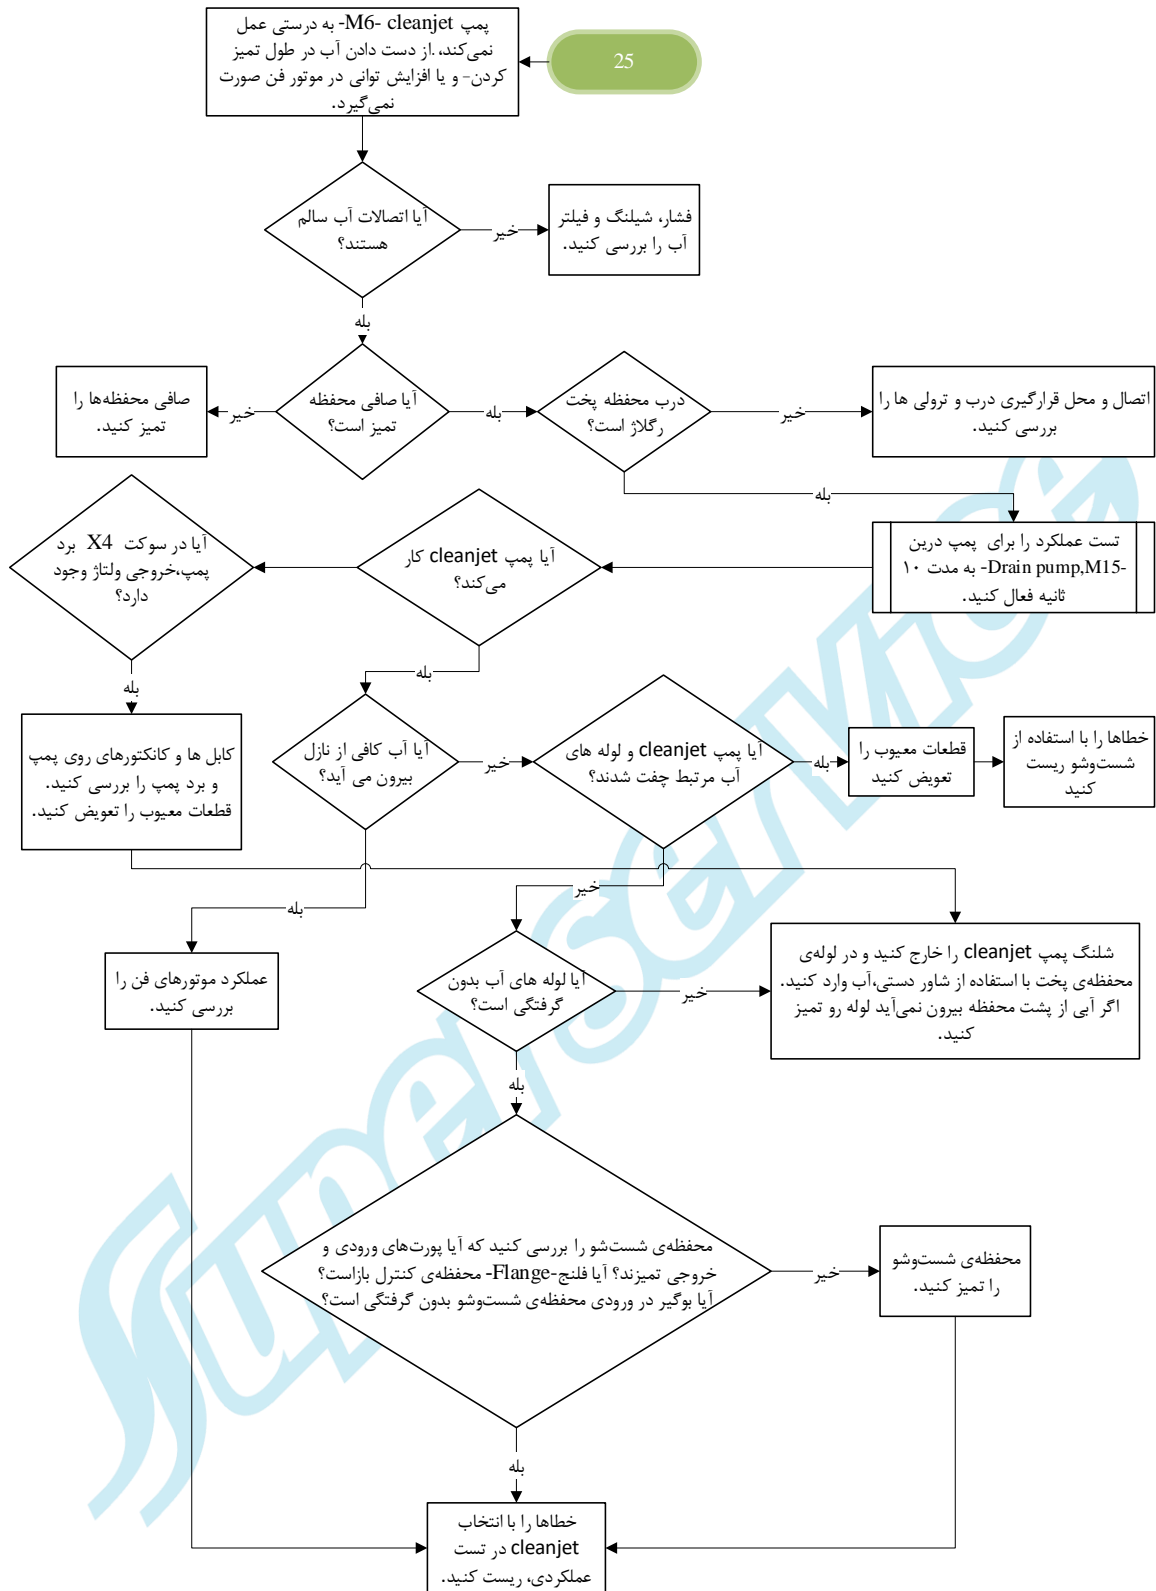 پمپ M6- cleanjet- به درستی عمل
نمی‌کند، .از دست دادن آب در طول تمیز
کردن- و یا افزایش توانی در موتور فن صورت
نمی‌گیرد.
25
آیا اتصالات آب سالم
هستند؟
خیر
فشار، شیلنگ و فیلتر
آب را بررسی کنید.
بله
آیا صافی محفظه
تمیز است؟
خیر
صافی محفظه‌ها را
تمیز کنید.
بله
درب محفظه پخت
رگلاژ است؟
خیر
اتصال و محل قرارگیری درب و ترولی ها را
بررسی کنید.
بله
تست عملکرد را برای پمپ درین
-Drain pump,M15- به مدت ۱۰
ثانیه فعال کنید.
آیا پمپ cleanjet کار
می‌کند؟
آیا در سوکت X4 برد
پمپ،خروجی ولتاژ وجود
دارد؟
بله
کابل ها و کانکتورهای روی پمپ
و برد پمپ را بررسی کنید.
قطعات معیوب را تعویض کنید.
بله
آیا آب کافی از نازل
بیرون می آید؟
خیر
آیا پمپ cleanjet و لوله های
آب مرتبط چفت شدند؟
بله
قطعات معیوب را
تعویض کنید
خطاها را با استفاده از
شست‌وشو ریست
کنید
خیر
بله
عملکرد موتورهای فن را
بررسی کنید.
آیا لوله های آب بدون
گرفتگی است؟
خیر
شلنگ پمپ cleanjet را خارج کنید و در لوله‌ی
محفظه‌ی پخت با استفاده از شاور دستی،آب وارد کنید.
اگر آبی از پشت محفظه بیرون نمی‌آید لوله رو تمیز
کنید.
بله
محفظه‌ی شست‌شو را بررسی کنید که آیا پورت‌های ورودی و
خروجی تمیزند؟ آیا فلنج-Flange- محفظه‌ی کنترل بازاست؟
آیا بوگیر در ورودی محفظه‌ی شست‌وشو بدون گرفتگی است؟
خیر
محفظه‌ی شست‌وشو
را تمیز کنید.
بله
خطاها را با انتخاب
cleanjet در تست
عملکردی، ریست کنید.
Superservice